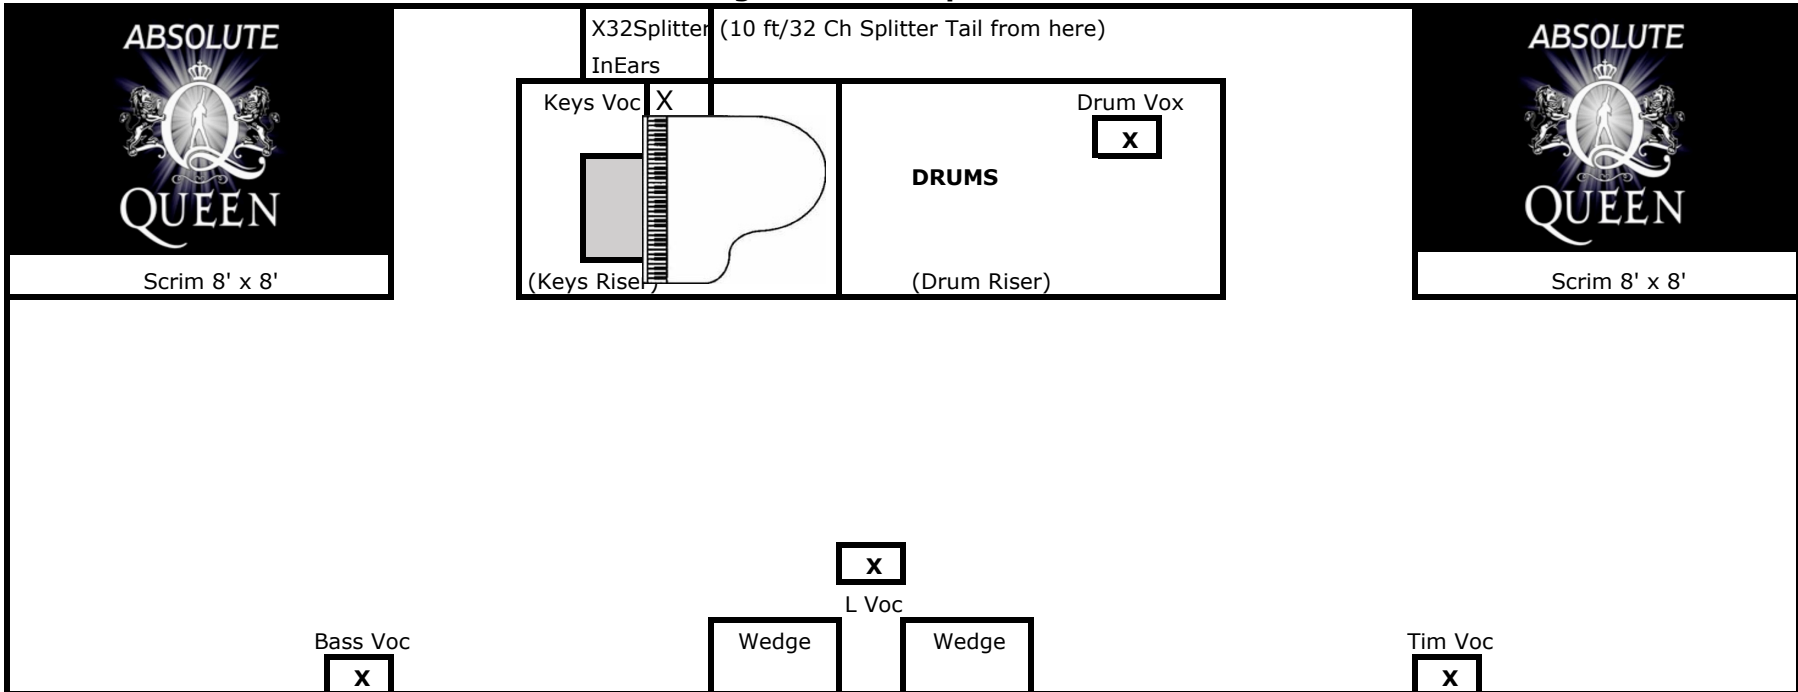 ABSOLUTE
QUEEN
Scrim 8' x 8'
X32Splitter (10 ft/32 Ch Splitter Tail from here)
InEars
Keys Voc X
(Keys Riser)
Drum Vox
X
DRUMS
(Drum Riser)
ABSOLUTE
QUEEN
Scrim 8' x 8'
X
L Voc
Bass Voc
X
Wedge
Wedge
Tim Voc
X